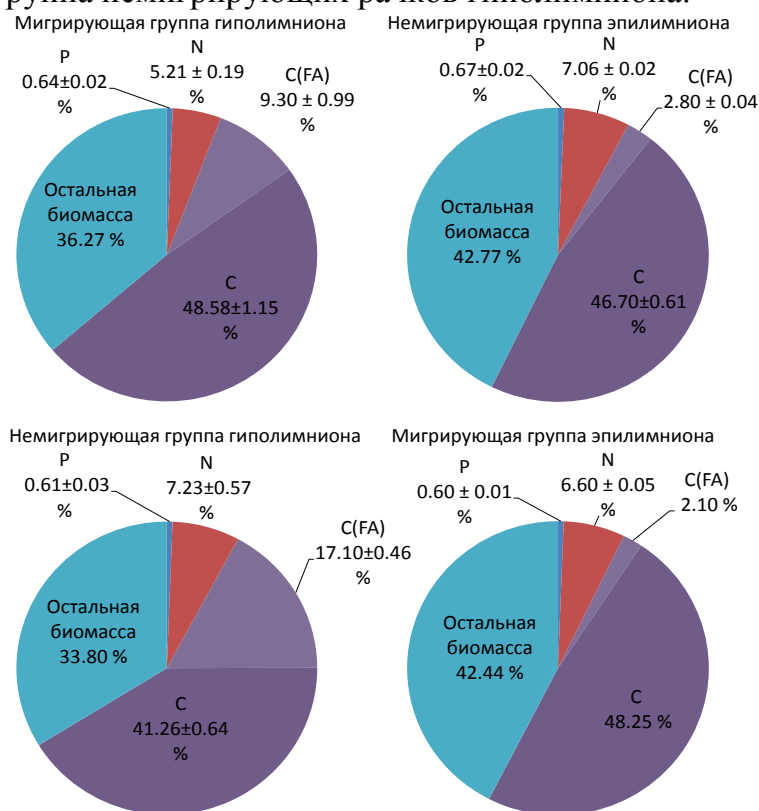 группа немигрирующих рачков гиполимниона.
Мигрирующая группа гиполимниона
P
0.64±0.02
%
N
5.21 ± 0.19
%
C(FA)
9.30 ± 0.99
%
Остальная
биомасса
36.27 %
C
48.58±1.15
%
Немигрирующая группа эпилимниона
P
0.67±0.02
%
N
7.06 ± 0.02
%
C(FA)
2.80 ± 0.04
%
Остальная
биомасса
42.77 %
C
46.70±0.61
%
Немигрирующая группа гиполимниона
P
0.61±0.03
%
N
7.23±0.57
%
C(FA)
17.10±0.46
%
Остальная
биомасса
33.80 %
C
41.26±0.64
%
Мигрирующая группа эпилимниона
P
0.60 ± 0.01
%
N
6.60 ± 0.05
%
C(FA)
2.10 %
Остальная
биомасса
42.44 %
C
48.25 %